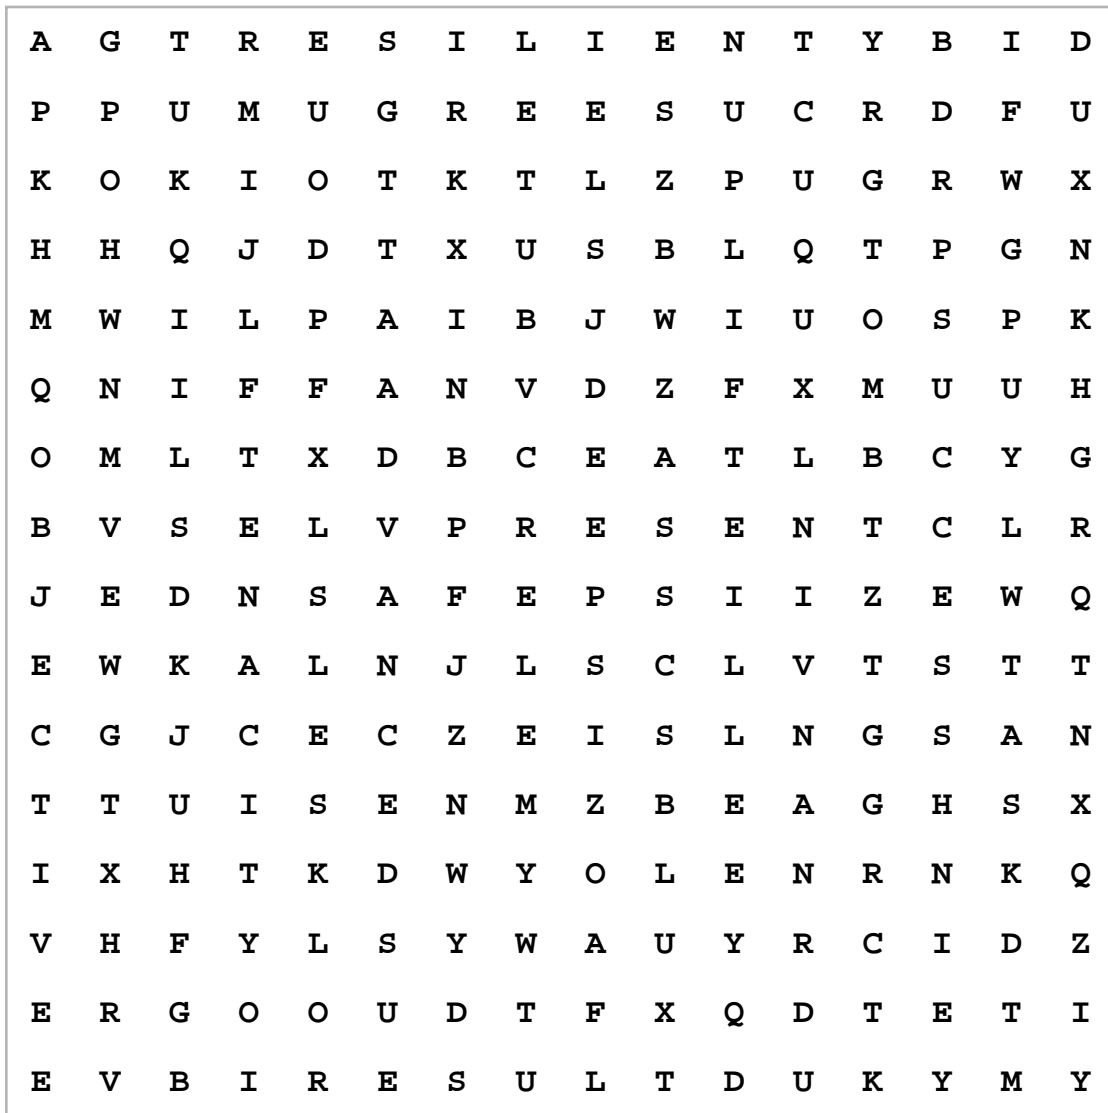 A G T R E S I L I E N T Y B I D
P P U M U G R E E S U C R D F U
K O K I O T K T L Z P U G R W X
H H Q J D T X U S B L Q T P G N
M W I L P A I B J W I U O S P K
Q N I F F A N V D Z F X M U U H
O M L T X D B C E A T L B C Y G
B V S E L V P R E S E N T C L R
J E D N S A F E P S I I Z E W Q
E W K A L N J L S C L V T S T T
C G J C E C Z E I S L N G S A N
T T U I S E N M Z B E A G H S X
I X H T K D W Y O L E N R N K Q
V H F Y L S Y W A U Y R C I D Z
E R G O O U D T F X Q D T E T I
E V B I R E S U L T D U K Y M Y